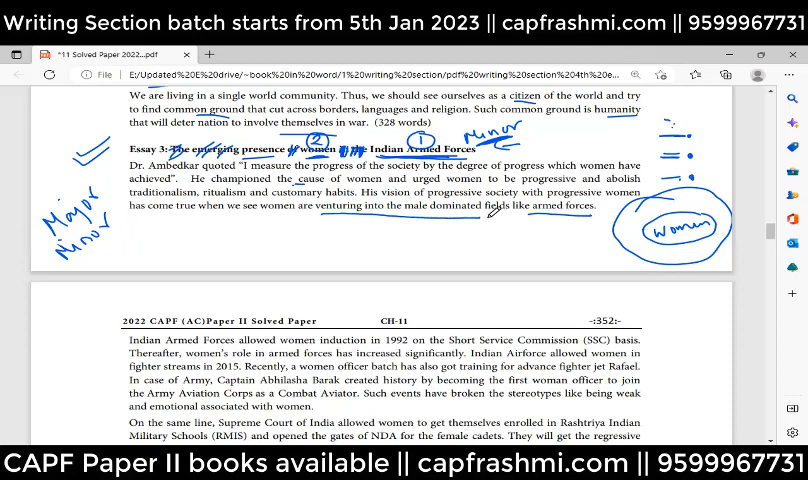 Writing Section batch starts from 5th Jan 2023 || capfrashmi.com || 9599967731
*11 Solved Paper 2022....pdf
File
E:/Updated%20E%20drive/~book%20in%20word/1%20writing%20section/pdf%20writing%20section%204th%20e...
We are living in a single world community. Thus, we should see ourselves as a citizen of the world and try
to find common ground that cut across borders, languages and religion. Such common ground is humanity
that will deter nation to involve themselves in war. (328 words)
2
1
Minor
Essay 3: The emerging presence of women in the Indian Armed Forces
Dr. Ambedkar quoted “I measure the progress of the society by the degree of progress which women have
achieved”. He championed the cause of women and urged women to be progressive and abolish
traditionalism, ritualism and customary habits. His vision of progressive society with progressive women
has come true when we see women are venturing into the male dominated fields like armed forces.
Major
Minor
women
2022 CAPF (AC)Paper II Solved Paper CH-11 -:352:-
Indian Armed Forces allowed women induction in 1992 on the Short Service Commission (SSC) basis.
Thereafter, women's role in armed forces has increased significantly. Indian Airforce allowed women in
fighter streams in 2015. Recently, a women officer batch has also got training for advance fighter jet Rafael.
In case of Army, Captain Abhilasha Barak created history by becoming the first woman officer to join
the Army Aviation Corps as a Combat Aviator. Such events have broken the stereotypes like being weak
and emotional associated with women.
On the same line, Supreme Court of India allowed women to get themselves enrolled in Rashtriya Indian
Military Schools (RMIS) and opened the gates of NDA for the female cadets. They will get the regressive
CAPF Paper II books available || capfrashmi.com || 9599967731